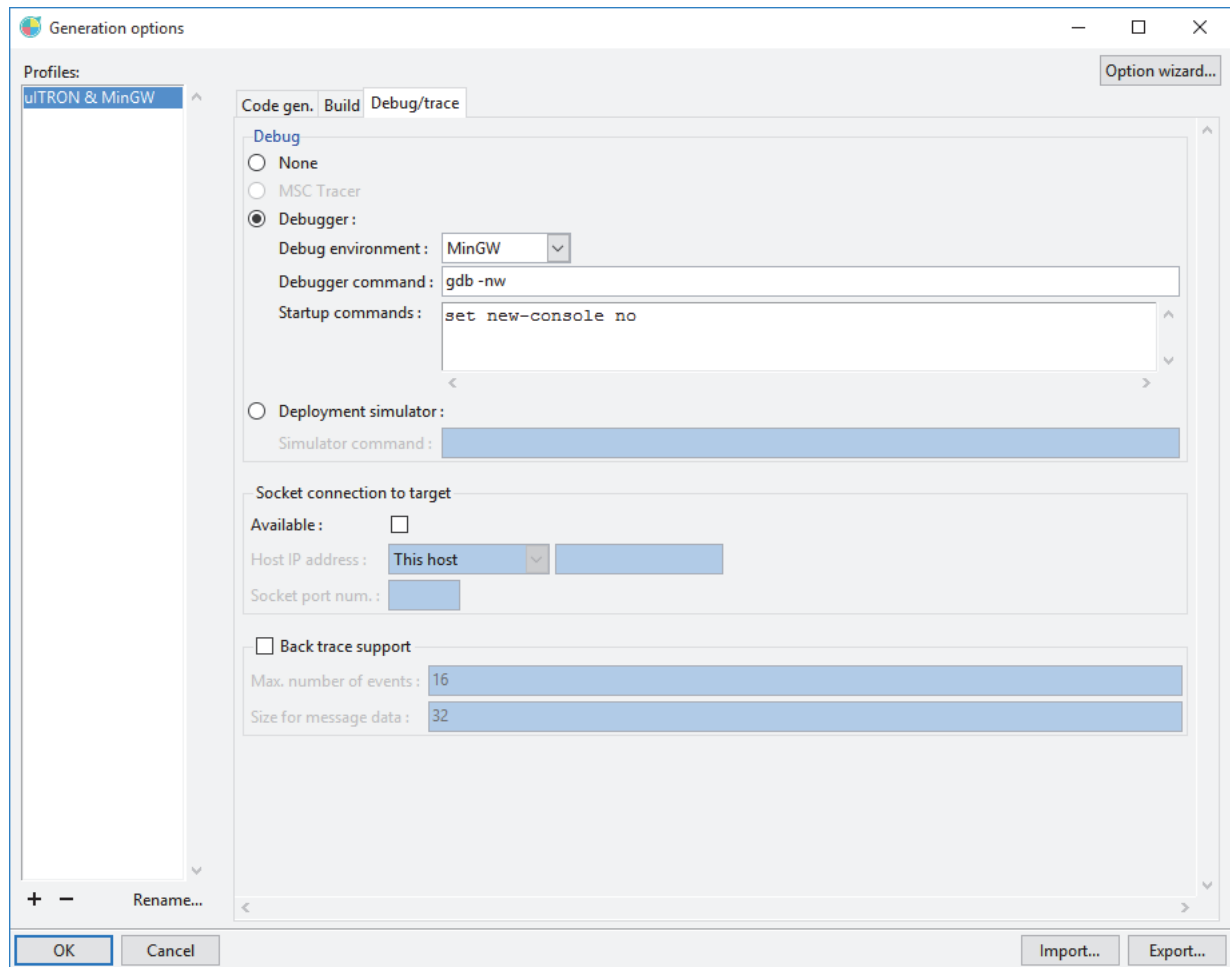 Generation options
Profiles:
Option wizard...
uITRON & MinGW
Code gen. Build Debug/trace
Debug
None
MSC Tracer
Debugger :
Debug environment : MinGW
Debugger command : gdb -nw
Startup commands : set new-console no
Deployment simulator :
Simulator command :
Socket connection to target
Available :
Host IP address : This host
Socket port num. :
Back trace support
Max. number of events : 16
Size for message data : 32
+ − Rename...
OK Cancel Import... Export...